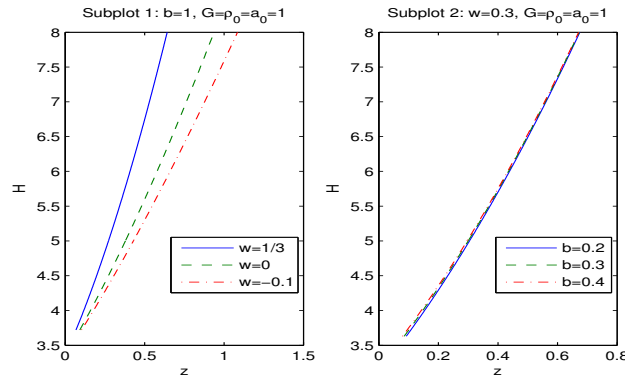 Subplot 1: b=1, G=ρ₀=a₀=1
8
7.5
7
6.5
6
5.5
5
4.5
4
3.5
H
0
0.5
1
1.5
z
w=1/3
w=0
w=−0.1
Subplot 2: w=0.3, G=ρ₀=a₀=1
8
7.5
7
6.5
6
5.5
5
4.5
4
3.5
H
0
0.2
0.4
0.6
0.8
z
b=0.2
b=0.3
b=0.4